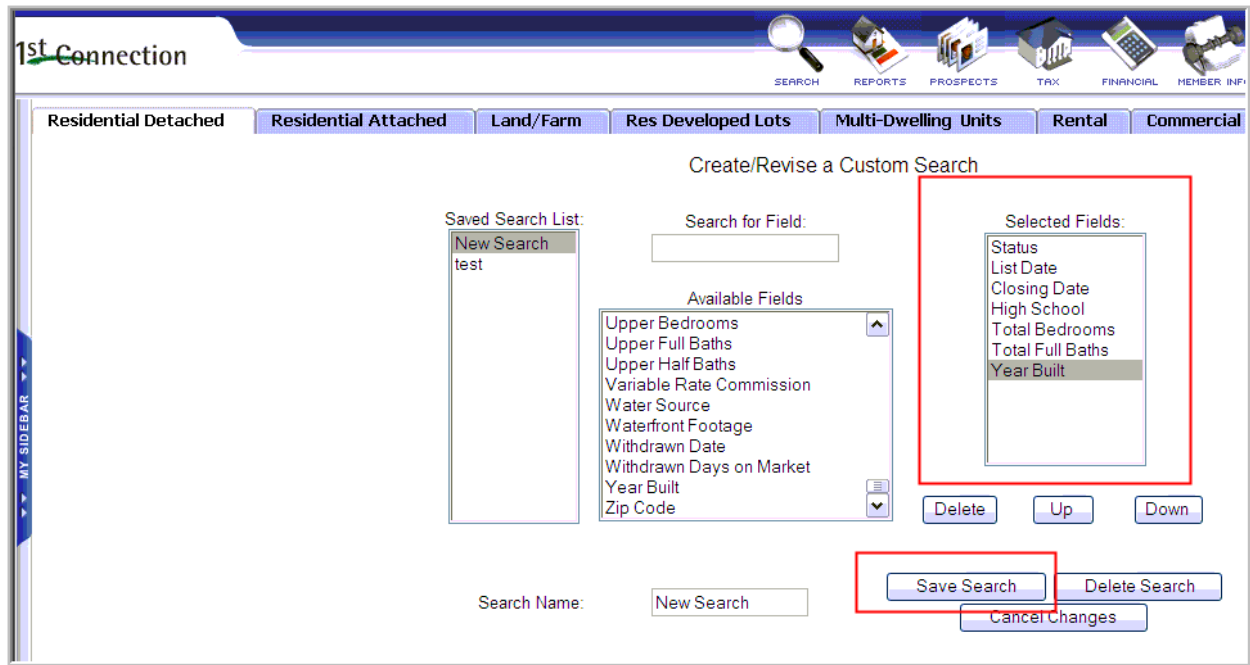 1st Connection
SEARCH
REPORTS
PROSPECTS
TAX
FINANCIAL
MEMBER INF
Residential Detached
Residential Attached
Land/Farm
Res Developed Lots
Multi-Dwelling Units
Rental
Commercial
Create/Revise a Custom Search
Saved Search List:
New Search
test
Search for Field:
Available Fields
Upper Bedrooms
Upper Full Baths
Upper Half Baths
Variable Rate Commission
Water Source
Waterfront Footage
Withdrawn Date
Withdrawn Days on Market
Year Built
Zip Code
Selected Fields:
Status
List Date
Closing Date
High School
Total Bedrooms
Total Full Baths
Year Built
Delete
Up
Down
MY SIDEBAR
Search Name:
New Search
Save Search
Delete Search
Cancel Changes